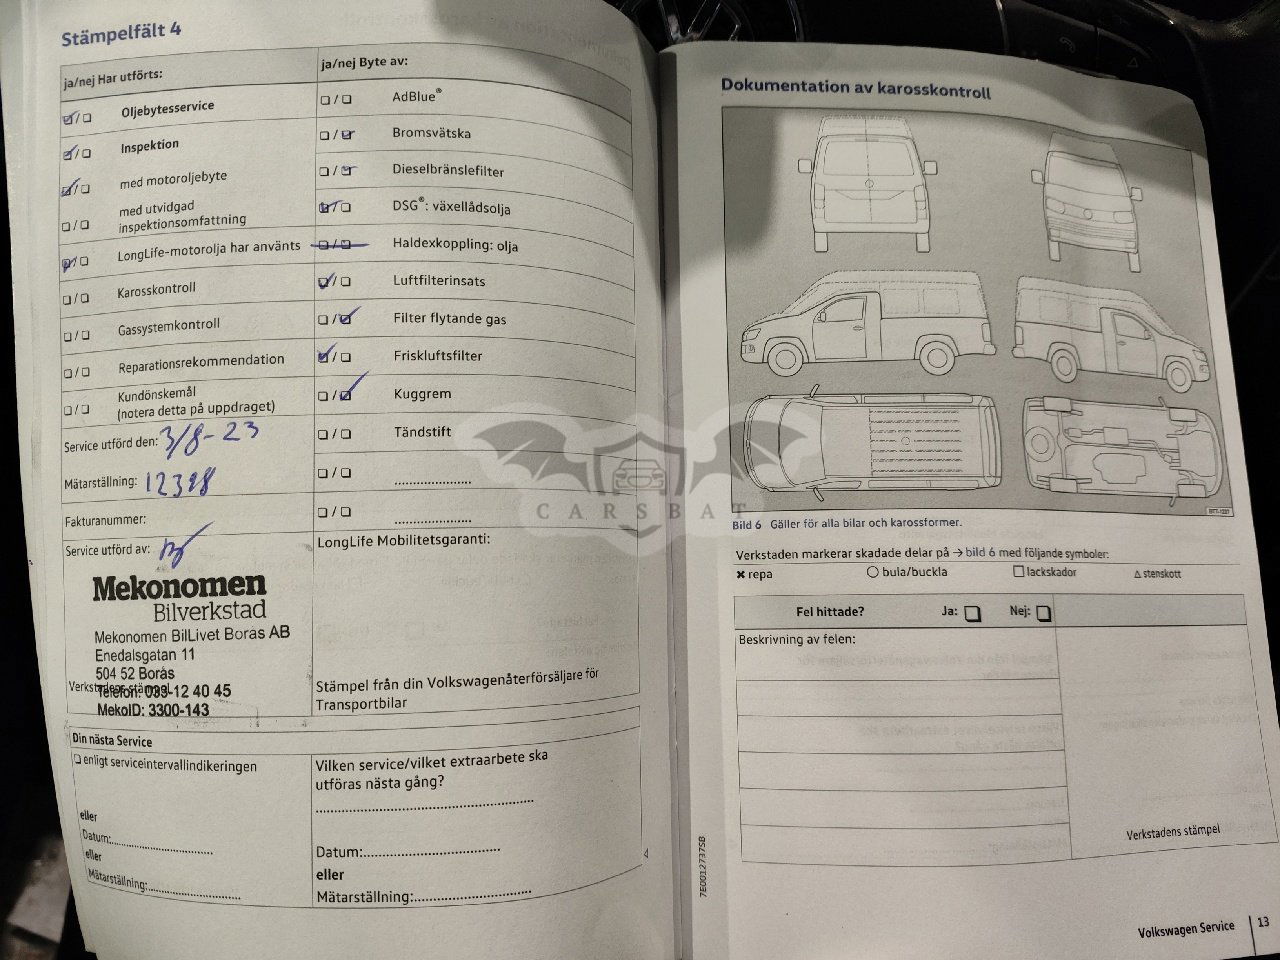 Stämpelfält 4
ja/nej Har utförts:
Oljebytesservice
Inspektion
med motoroljebyte
med utvidgad
inspektionsomfattning
LongLife-motorolja har använts
Karosskontroll
Gassystemkontroll
Reparationsrekommendation
Kundönskemål
(notera detta på uppdraget)
Service utförd den: 3/8-23
Mätarställning:
Fakturanummer:
Service utförd av:
Mekonomen
Bilverkstad
Mekonomen BilLivet Borås AB
Enedalsgatan 11
504 52 Borås
Telefon: 033-12 40 45
MekoID: 3300-143
ja/nej Byte av:
AdBlue®
Bromsvätska
Dieselbränslefilter
DSG®: växellådsolja
Haldexkoppling: olja
Luftfilterinsats
Filter flytande gas
Friskluftsfilter
Kuggrem
Tändstift
LongLife Mobilitetsgaranti:
Stämpel från din Volkswagenåterförsäljare för
Transportbilar
Din nästa Service
enligt serviceintervallindikeringen
eller
Datum:
eller
Mätarställning:
Vilken service/vilket extraarbete ska
utföras nästa gång?
Datum:
eller
Mätarställning:
CARSBAT
Dokumentation av karosskontroll
Bild 6 Gäller för alla bilar och karossformer.
Verkstaden markerar skadade delar på → bild 6 med följande symboler:
✖ repa ○ bula/buckla □ lackskador △ stenskott
Fel hittade? Ja: Nej:
Beskrivning av felen:
Verkstadens stämpel
7E0012737SB
Volkswagen Service 13